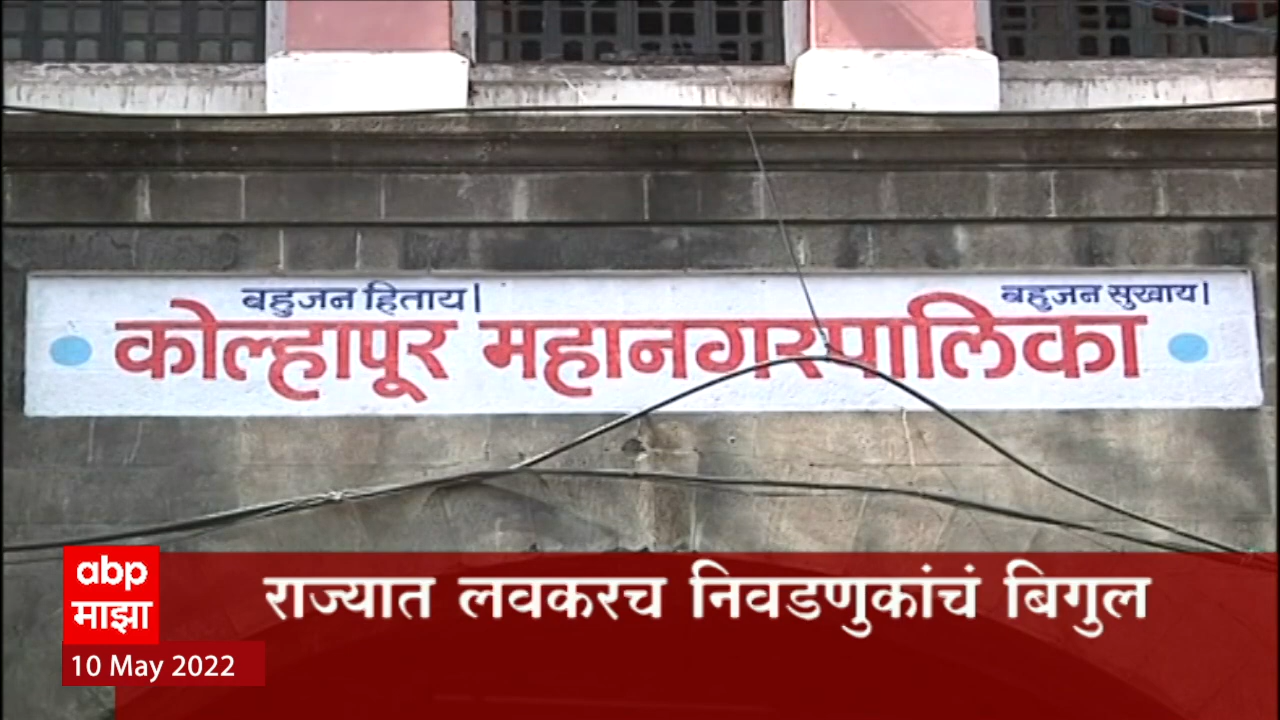 बहुजन हिताय| बहुजन सुखाय|
कोल्हापूर महानगरपालिका
abp
माझा
राज्यात लवकरच निवडणुकांचं बिगुल
10 May 2022